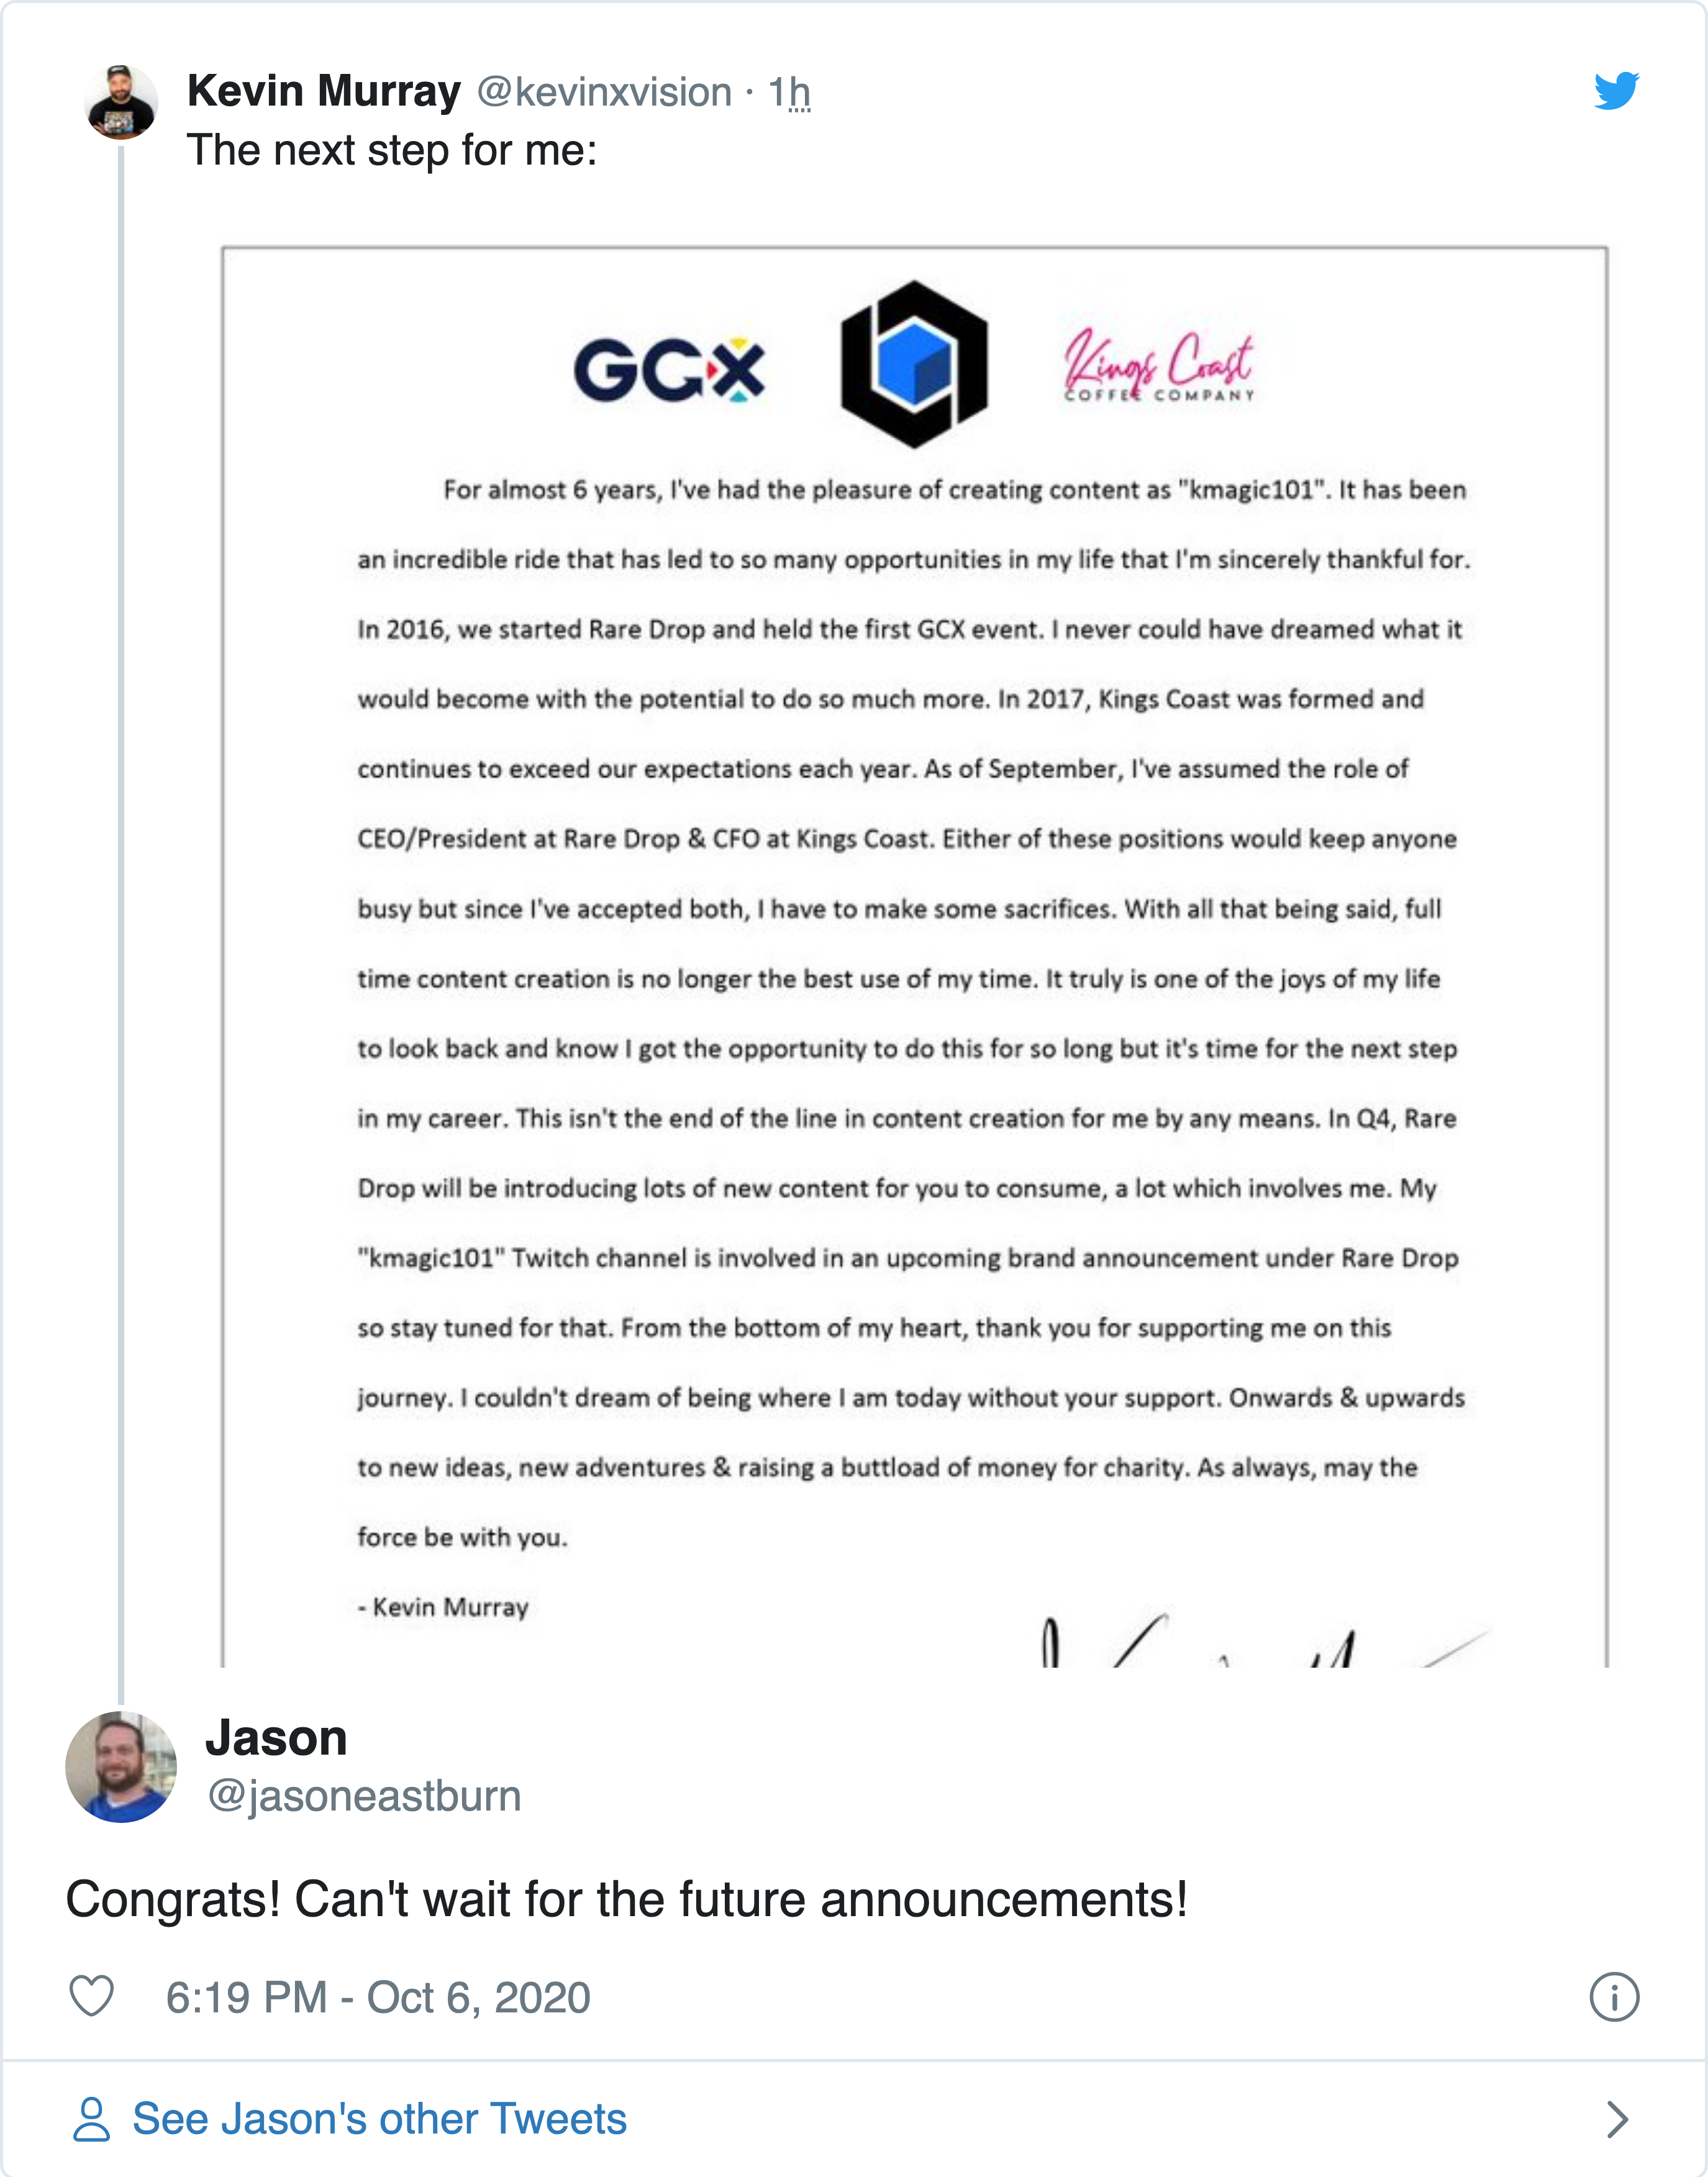 Kevin Murray @kevinxvision · 1h
The next step for me:
GCX
Kings Coast
COFFEE COMPANY
For almost 6 years, I've had the pleasure of creating content as "kmagic101". It has been
an incredible ride that has led to so many opportunities in my life that I'm sincerely thankful for.
In 2016, we started Rare Drop and held the first GCX event. I never could have dreamed what it
would become with the potential to do so much more. In 2017, Kings Coast was formed and
continues to exceed our expectations each year. As of September, I've assumed the role of
CEO/President at Rare Drop & CFO at Kings Coast. Either of these positions would keep anyone
busy but since I've accepted both, I have to make some sacrifices. With all that being said, full
time content creation is no longer the best use of my time. It truly is one of the joys of my life
to look back and know I got the opportunity to do this for so long but it's time for the next step
in my career. This isn't the end of the line in content creation for me by any means. In Q4, Rare
Drop will be introducing lots of new content for you to consume, a lot which involves me. My
"kmagic101" Twitch channel is involved in an upcoming brand announcement under Rare Drop
so stay tuned for that. From the bottom of my heart, thank you for supporting me on this
journey. I couldn't dream of being where I am today without your support. Onwards & upwards
to new ideas, new adventures & raising a buttload of money for charity. As always, may the
force be with you.
- Kevin Murray
Jason
@jasoneastburn
Congrats! Can't wait for the future announcements!
6:19 PM - Oct 6, 2020
See Jason's other Tweets